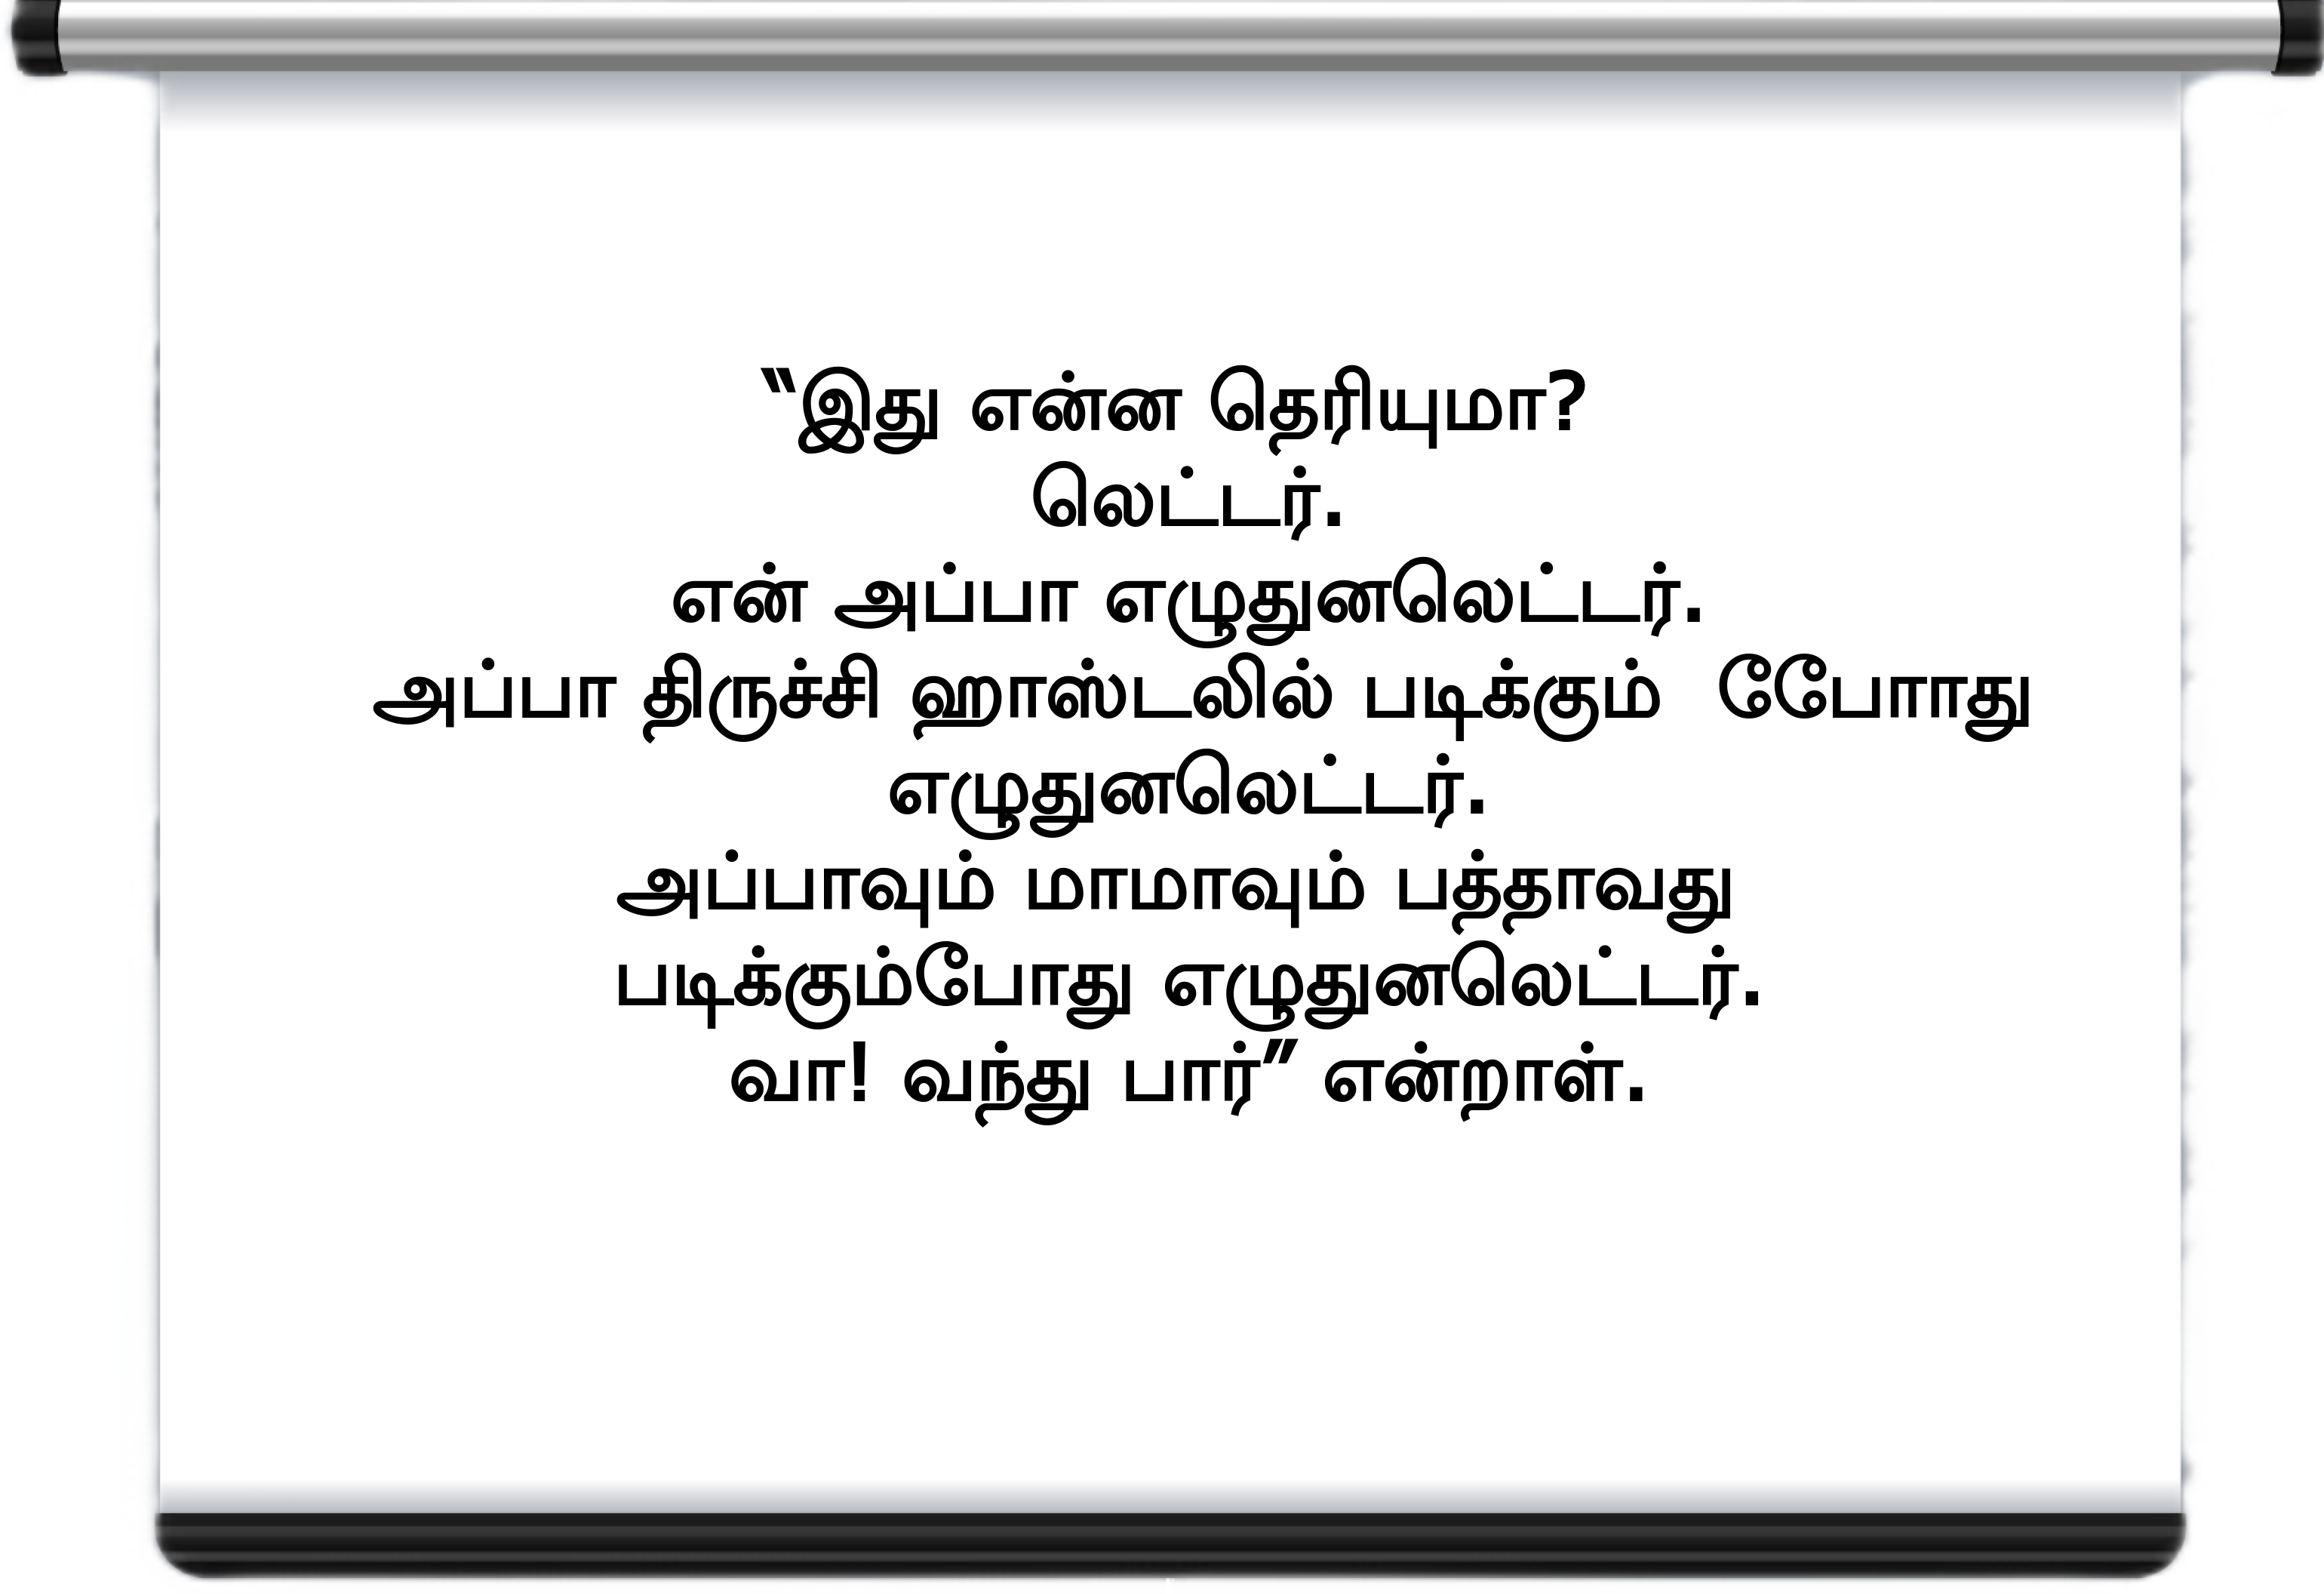 “இது என்ன தெரியுமா?
லெட்டர்.
என் அப்பா எழுதுனலெட்டர்.
அப்பா திருச்சி ஹாஸ்டலில் படிக்கும்  போோது
எழுதுனலெட்டர்.
அப்பாவும் மாமாவும் பத்தாவது
படிக்கும்போது எழுதுனலெட்டர்.
வா! வந்து பார்” என்றாள்.